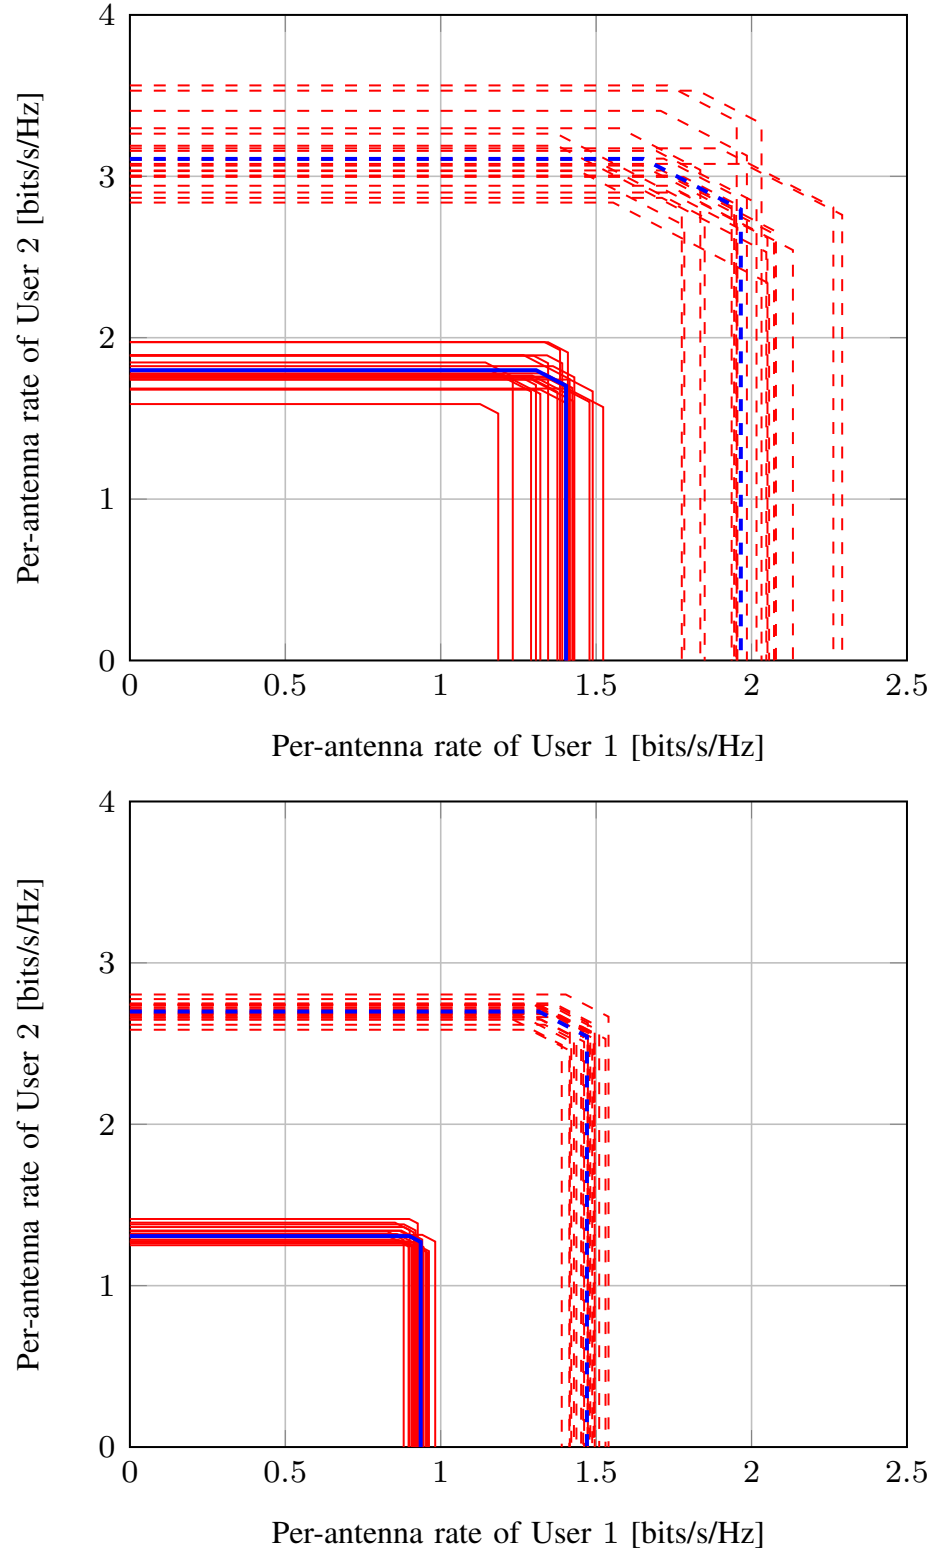 4
3
2
1
0
Per-antenna rate of User 2 [bits/s/Hz]
0 0.5 1 1.5 2 2.5
Per-antenna rate of User 1 [bits/s/Hz]
4
3
2
1
0
Per-antenna rate of User 2 [bits/s/Hz]
0 0.5 1 1.5 2 2.5
Per-antenna rate of User 1 [bits/s/Hz]